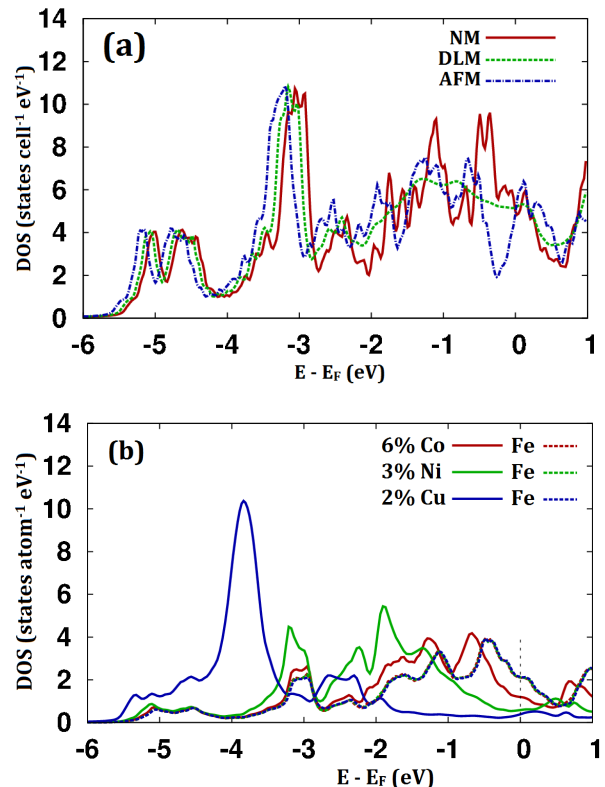 (a)
NM
DLM
AFM
DOS (states cell⁻¹ eV⁻¹)
14
12
10
8
6
4
2
0
-6 -5 -4 -3 -2 -1 0 1
E - E_F (eV)
(b)
6% Co Fe
3% Ni Fe
2% Cu Fe
DOS (states atom⁻¹ eV⁻¹)
14
12
10
8
6
4
2
0
-6 -5 -4 -3 -2 -1 0 1
E - E_F (eV)